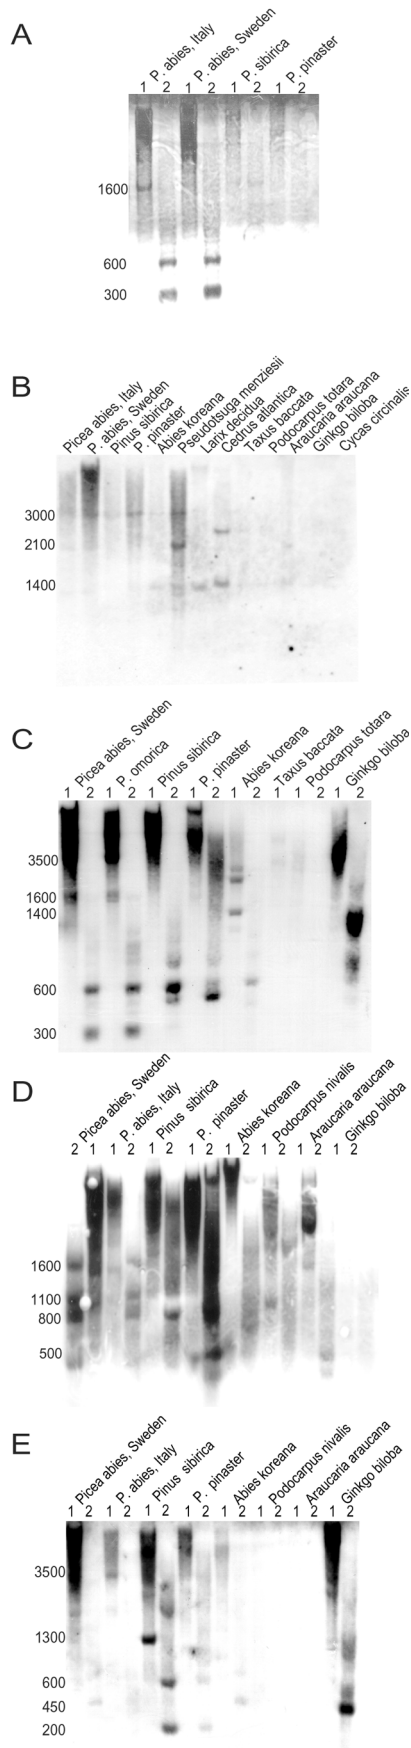 A
P. abies, Italy
P. abies, Sweden
P. sibirica
P. pinaster
1 2 1 2 1 2 1 2
1600
600
300
B
Picea abies, Italy
P. abies, Sweden
Pinus sibirica
P. pinaster
Abies koreana
Pseudotsuga menziesii
Larix decidua
Cedrus atlantica
Taxus baccata
Podocarpus totara
Araucaria araucana
Ginkgo biloba
Cycas circinalis
3000
2100
1400
C
Picea abies, Sweden
P. omorica
Pinus sibirica
P. pinaster
Abies koreana
Taxus baccata
Podocarpus totara
Ginkgo biloba
1 2 1 2 1 2 1 2 1 2 1 2 1 2 1 2
3500
1600
1400
600
300
D
Picea abies, Sweden
P. abies, Italy
Pinus sibirica
P. pinaster
Abies koreana
Podocarpus nivalis
Araucaria araucana
Ginkgo biloba
2 1 1 2 1 2 1 2 1 2 1 2 1 2 1 2
1600
1100
800
500
E
Picea abies, Sweden
P. abies, Italy
Pinus sibirica
P. pinaster
Abies koreana
Podocarpus nivalis
Araucaria araucana
Ginkgo biloba
1 2 1 2 1 2 1 2 1 2 1 2 1 2 1 2
3500
1300
600
450
200